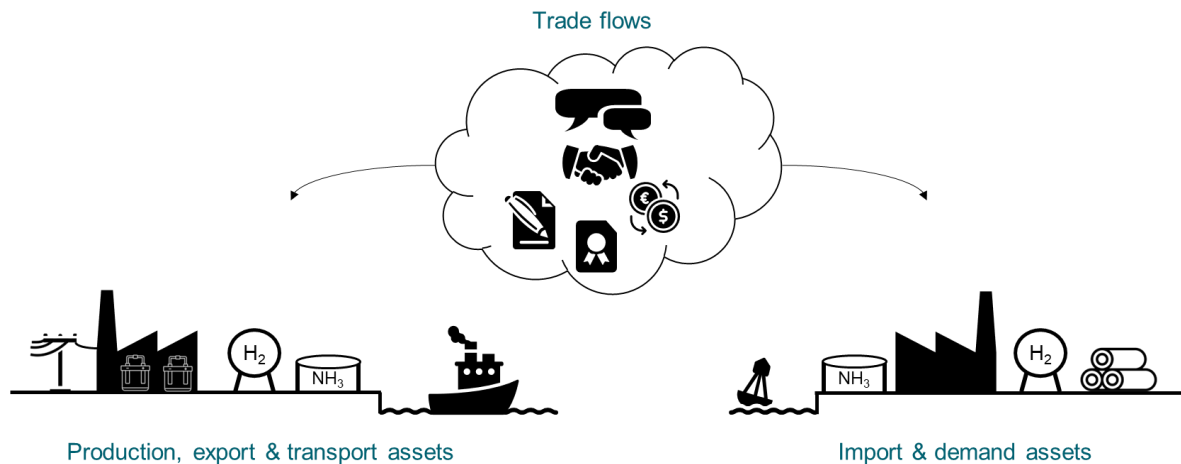 Trade flows
€
$
H₂
NH₃
NH₃
H₂
Production, export & transport assets
Import & demand assets